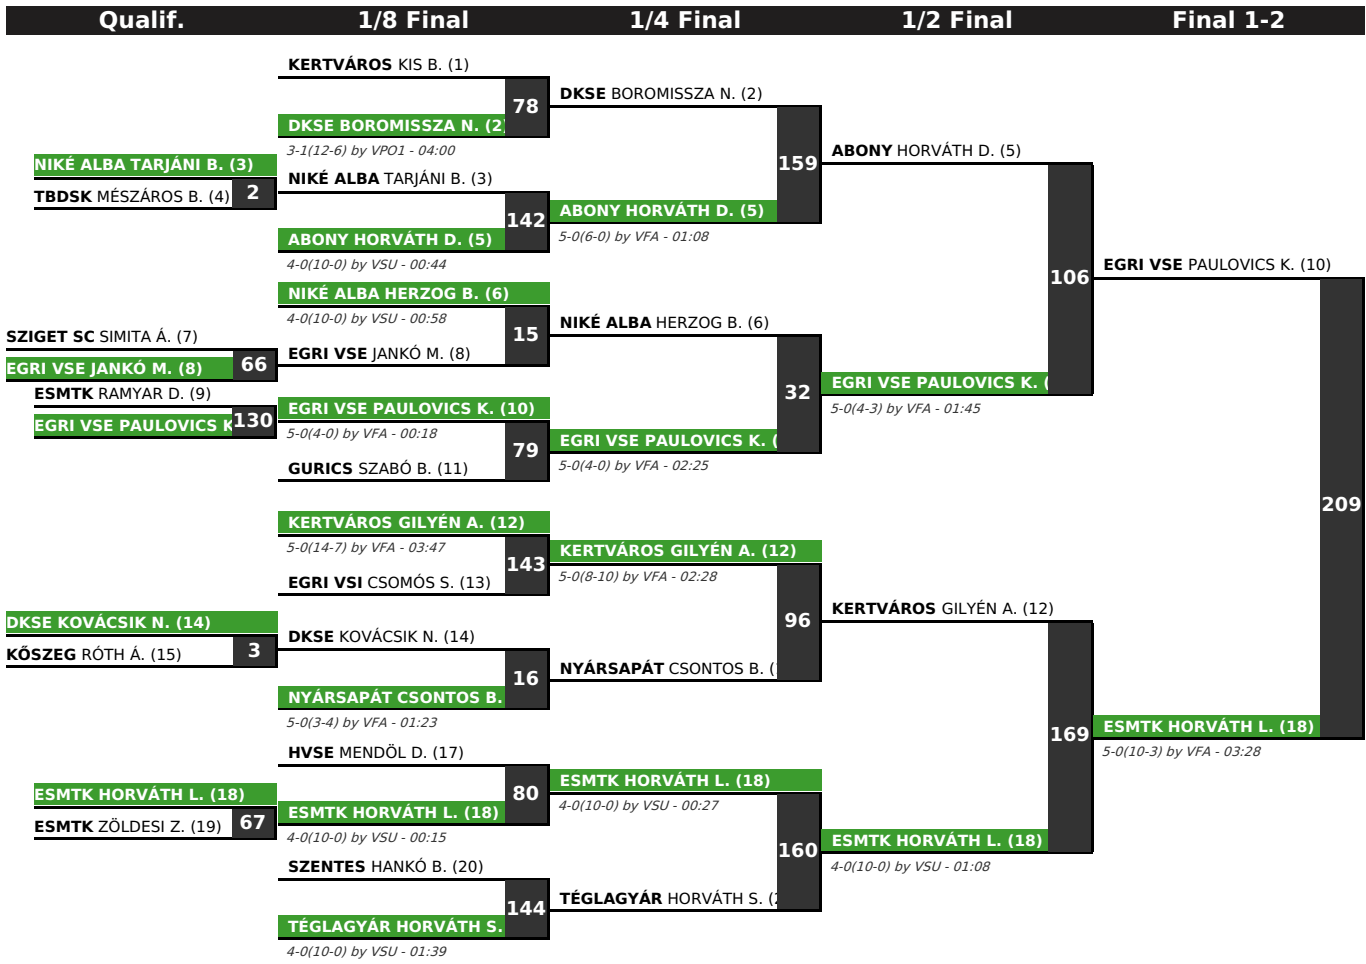 Qualif.
1/8 Final
1/4 Final
1/2 Final
Final 1-2
NIKÉ ALBA TARJÁNI B. (3)
TBDSK MÉSZÁROS B. (4)
2
SZIGET SC SIMITA Á. (7)
EGRI VSE JANKÓ M. (8)
66
ESMTK RAMYAR D. (9)
EGRI VSE PAULOVICS K
130
DKSE KOVÁCSIK N. (14)
KŐSZEG RÓTH Á. (15)
3
ESMTK HORVÁTH L. (18)
ESMTK ZÖLDESI Z. (19)
67
KERTVÁROS KIS B. (1)
78
DKSE BOROMISSZA N. (2)
3-1(12-6) by VPO1 - 04:00
NIKÉ ALBA TARJÁNI B. (3)
142
ABONY HORVÁTH D. (5)
4-0(10-0) by VSU - 00:44
NIKÉ ALBA HERZOG B. (6)
4-0(10-0) by VSU - 00:58
15
EGRI VSE JANKÓ M. (8)
EGRI VSE PAULOVICS K. (10)
5-0(4-0) by VFA - 00:18
79
GURICS SZABÓ B. (11)
KERTVÁROS GILYÉN A. (12)
5-0(14-7) by VFA - 03:47
143
EGRI VSI CSOMÓS S. (13)
DKSE KOVÁCSIK N. (14)
16
NYÁRSAPÁT CSONTOS B.
5-0(3-4) by VFA - 01:23
HVSE MENDÖL D. (17)
80
ESMTK HORVÁTH L. (18)
4-0(10-0) by VSU - 00:15
SZENTES HANKÓ B. (20)
144
TÉGLAGYÁR HORVÁTH S.
4-0(10-0) by VSU - 01:39
DKSE BOROMISSZA N. (2)
159
ABONY HORVÁTH D. (5)
5-0(6-0) by VFA - 01:08
NIKÉ ALBA HERZOG B. (6)
32
EGRI VSE PAULOVICS K. (
5-0(4-0) by VFA - 02:25
KERTVÁROS GILYÉN A. (12)
5-0(8-10) by VFA - 02:28
96
NYÁRSAPÁT CSONTOS B. (
ESMTK HORVÁTH L. (18)
4-0(10-0) by VSU - 00:27
160
TÉGLAGYÁR HORVÁTH S. (2
ABONY HORVÁTH D. (5)
106
EGRI VSE PAULOVICS K. (
5-0(4-3) by VFA - 01:45
KERTVÁROS GILYÉN A. (12)
169
ESMTK HORVÁTH L. (18)
4-0(10-0) by VSU - 01:08
EGRI VSE PAULOVICS K. (10)
209
ESMTK HORVÁTH L. (18)
5-0(10-3) by VFA - 03:28